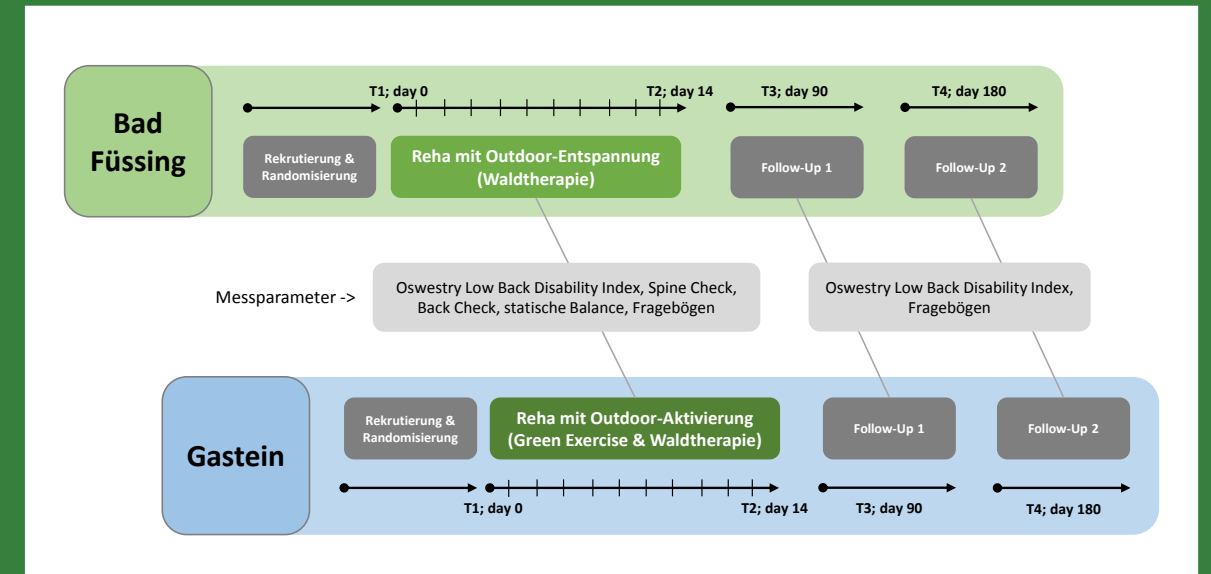 Bad
Füssing
T1; day 0
T2; day 14
T3; day 90
T4; day 180
Rekrutierung &
Randomisierung
Reha mit Outdoor-Entspannung
(Waldtherapie)
Follow-Up 1
Follow-Up 2
Messparameter ->
Oswestry Low Back Disability Index, Spine Check,
Back Check, statische Balance, Fragebögen
Oswestry Low Back Disability Index,
Fragebögen
Gastein
Rekrutierung &
Randomisierung
Reha mit Outdoor-Aktivierung
(Green Exercise & Waldtherapie)
Follow-Up 1
Follow-Up 2
T1; day 0
T2; day 14
T3; day 90
T4; day 180